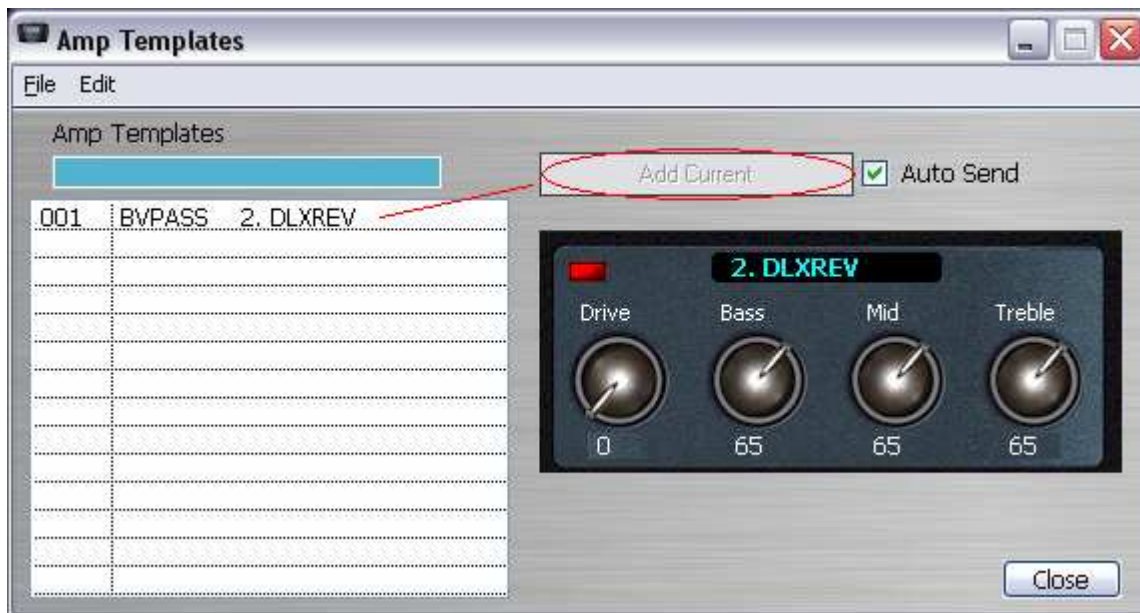 Amp Templates
File Edit
Amp Templates
Add Current
Auto Send
001 BVPASS 2. DLXREV
2. DLXREV
Drive Bass Mid Treble
0 65 65 65
Close